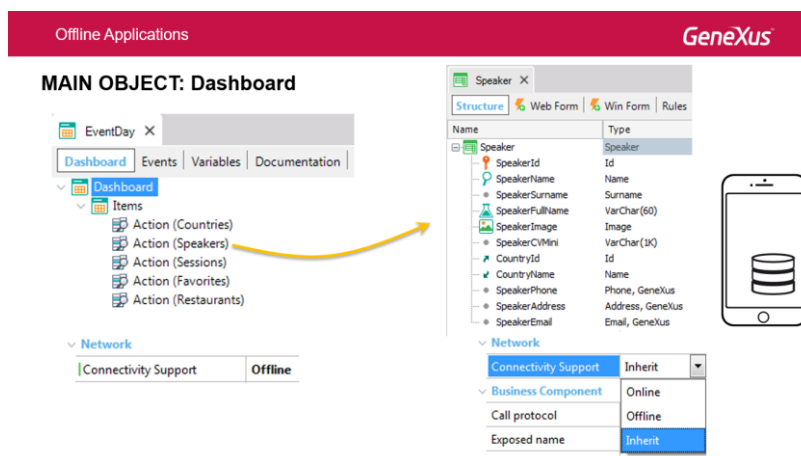 Offline Applications
GeneXus
MAIN OBJECT: Dashboard
EventDay
Dashboard Events Variables Documentation
Dashboard
Items
Action (Countries)
Action (Speakers)
Action (Sessions)
Action (Favorites)
Action (Restaurants)
Network
Connectivity Support Offline
Speaker
Structure Web Form Win Form Rules
Name Type
Speaker Speaker
SpeakerId Id
SpeakerName Name
SpeakerSurname Surname
SpeakerFullName VarChar(60)
SpeakerImage Image
SpeakerCVMini VarChar(1K)
CountryId Id
CountryName Name
SpeakerPhone Phone, GeneXus
SpeakerAddress Address, GeneXus
SpeakerEmail Email, GeneXus
Network
Connectivity Support Inherit
Business Component Online
Call protocol Offline
Exposed name Inherit